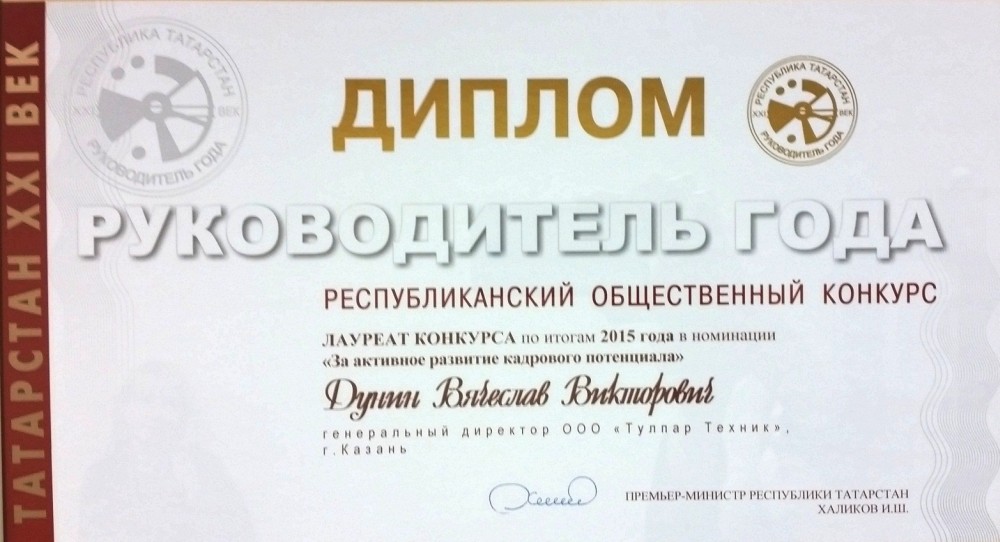 ТАТАРСТАН XXI ВЕК
РЕСПУБЛИКА ТАТАРСТАН
XXI ВЕК
РУКОВОДИТЕЛЬ ГОДА
ДИПЛОМ
РЕСПУБЛИКА ТАТАРСТАН
XXI ВЕК
РУКОВОДИТЕЛЬ ГОДА
РУКОВОДИТЕЛЬ ГОДА
РЕСПУБЛИКАНСКИЙ ОБЩЕСТВЕННЫЙ КОНКУРС
ЛАУРЕАТ КОНКУРСА по итогам 2015 года в номинации
«За активное развитие кадрового потенциала»
Дунин Вячеслав Викторович
генеральный директор ООО «Тулпар Техник»,
г.Казань
ПРЕМЬЕР-МИНИСТР РЕСПУБЛИКИ ТАТАРСТАН
ХАЛИКОВ И.Ш.